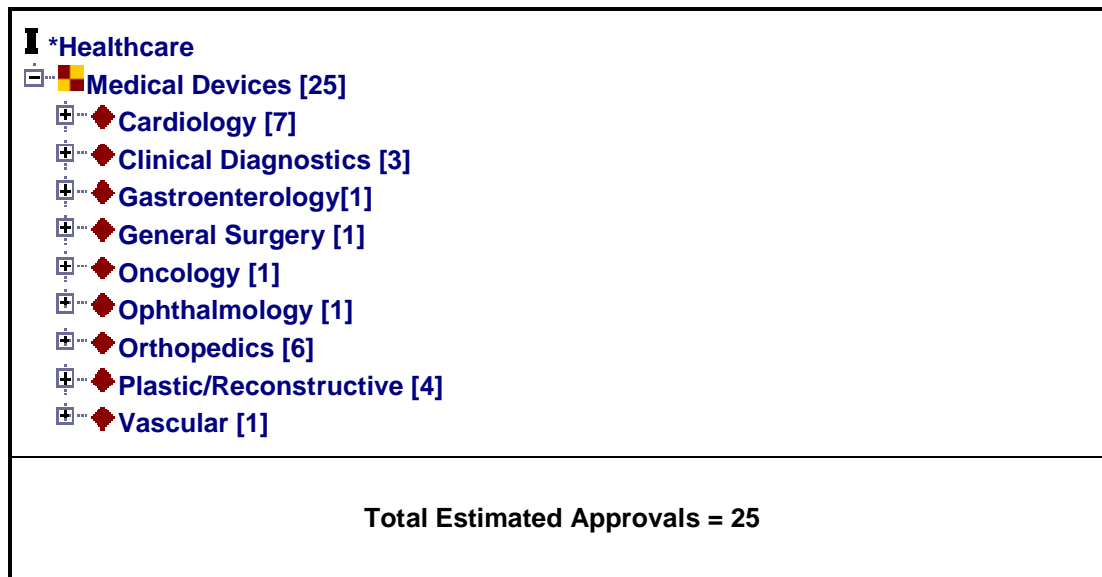 *Healthcare
Medical Devices [25]
Cardiology [7]
Clinical Diagnostics [3]
Gastroenterology[1]
General Surgery [1]
Oncology [1]
Ophthalmology [1]
Orthopedics [6]
Plastic/Reconstructive [4]
Vascular [1]
Total Estimated Approvals = 25